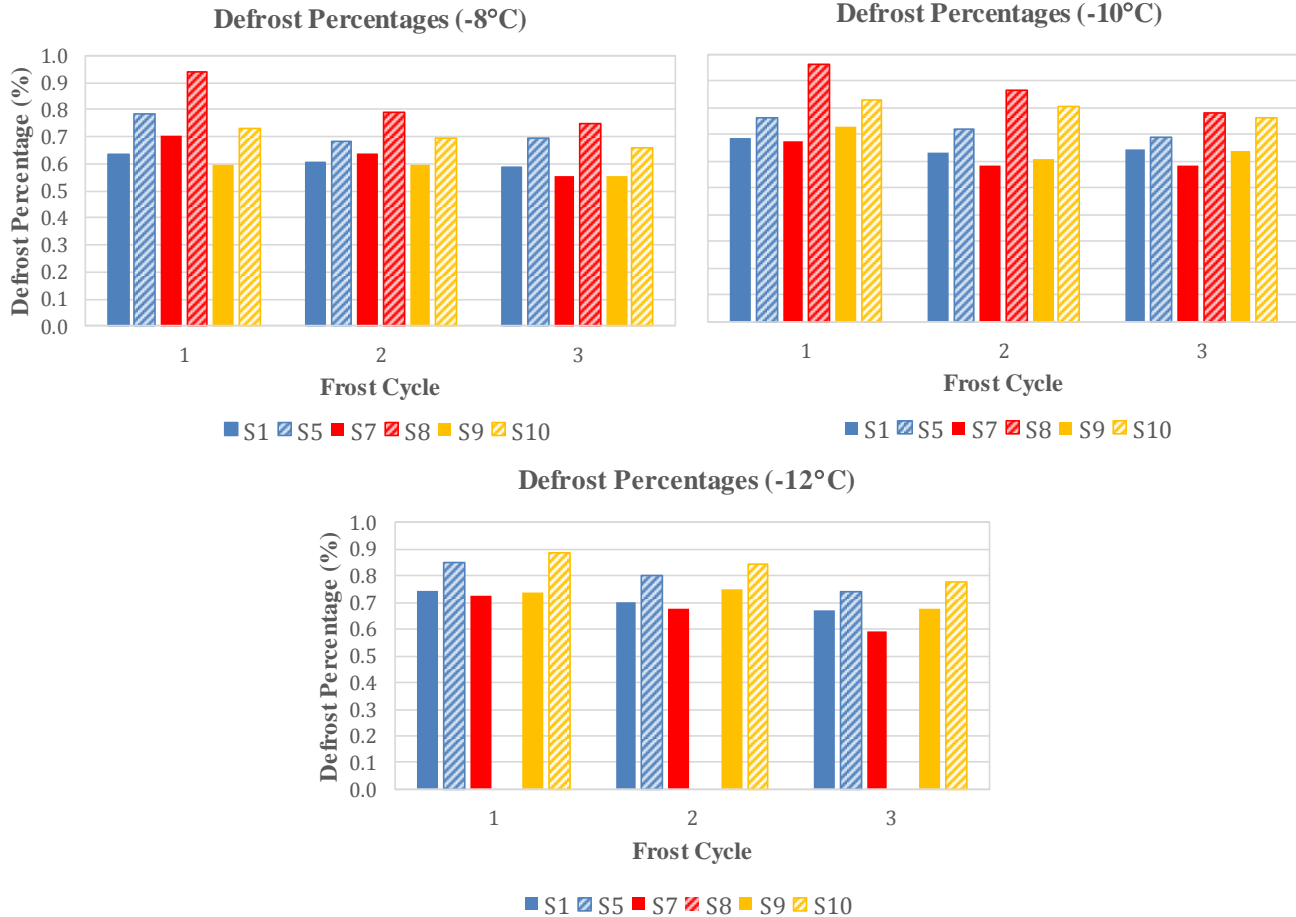 Defrost Percentages (-8°C)
Defrost Percentage (%)
1.0
0.9
0.8
0.7
0.6
0.5
0.4
0.3
0.2
0.1
0.0
1 2 3
Frost Cycle
S1 S5 S7 S8 S9 S10
Defrost Percentages (-10°C)
1 2 3
Frost Cycle
S1 S5 S7 S8 S9 S10
Defrost Percentages (-12°C)
Defrost Percentage (%)
1.0
0.9
0.8
0.7
0.6
0.5
0.4
0.3
0.2
0.1
0.0
1 2 3
Frost Cycle
S1 S5 S7 S8 S9 S10